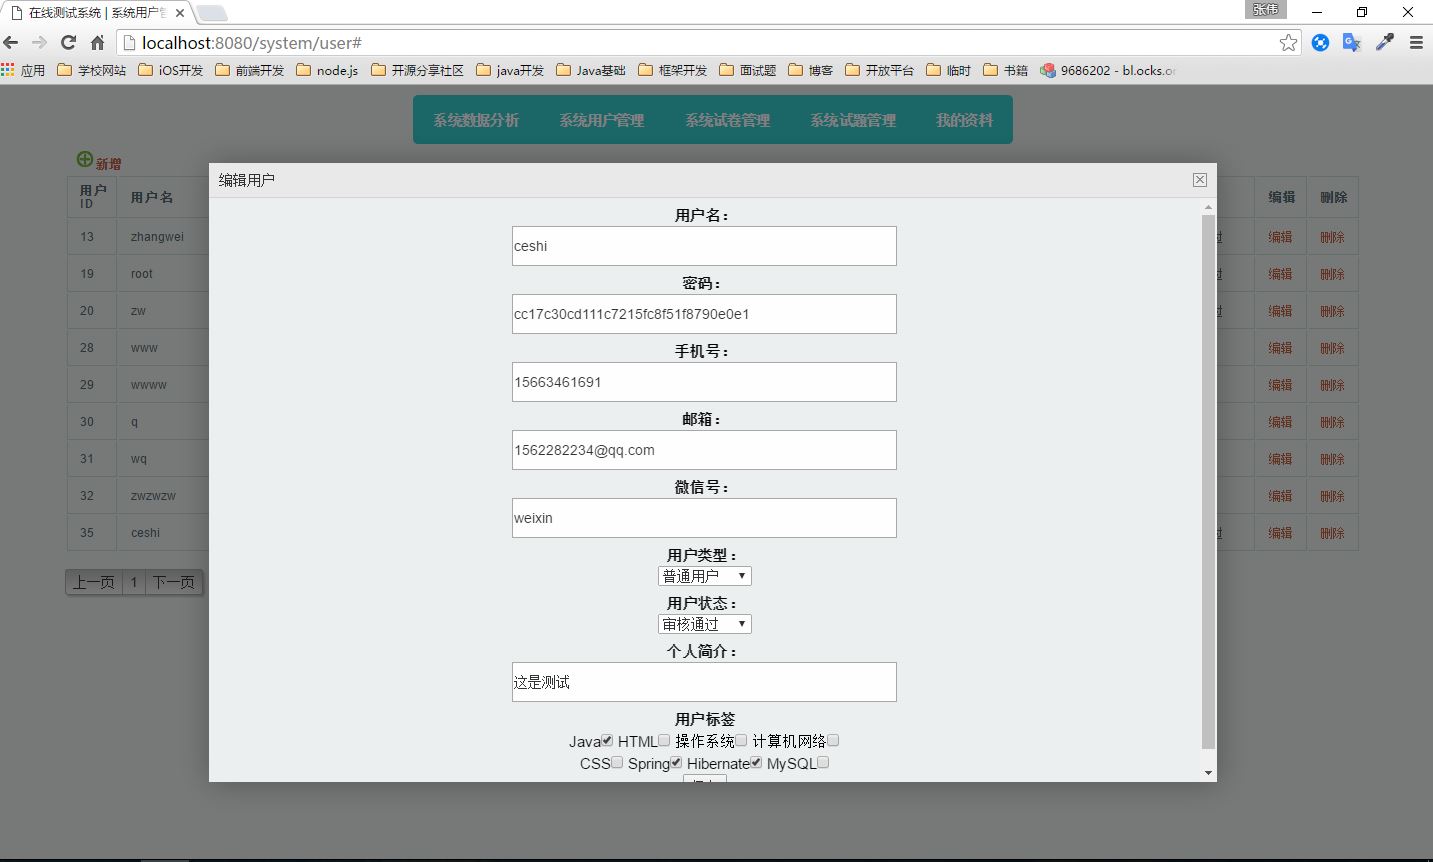 在线测试系统 | 系统用户管
张伟
localhost:8080/system/user#
应用 学校网站 iOS开发 前端开发 node.js 开源分享社区 java开发 Java基础 框架开发 面试题 博客 开放平台 临时 书籍 9686202 - bl.ocks.or
系统数据分析 系统用户管理 系统试卷管理 系统试题管理 我的资料
新增
用户ID 用户名 编辑 删除
13 zhangwei 过 编辑 删除
19 root 过 编辑 删除
20 zw 过 编辑 删除
28 www 编辑 删除
29 wwww 编辑 删除
30 q 编辑 删除
31 wq 编辑 删除
32 zwzwzw 编辑 删除
35 ceshi 过 编辑 删除
上一页 1 下一页
编辑用户
用户名：
ceshi
密码：
cc17c30cd111c7215fc8f51f8790e0e1
手机号：
15663461691
邮箱：
1562282234@qq.com
微信号：
weixin
用户类型：
普通用户
用户状态：
审核通过
个人简介：
这是测试
用户标签
Java HTML 操作系统 计算机网络
CSS Spring Hibernate MySQL